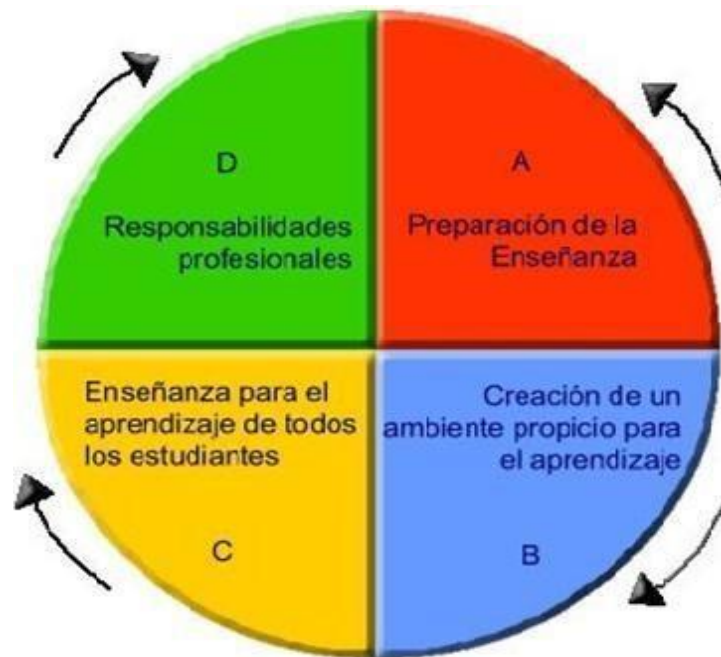 D
Responsabilidades
profesionales
A
Preparación de la
Enseñanza
Enseñanza para el
aprendizaje de todos
los estudiantes
C
Creación de un
ambiente propicio para
el aprendizaje
B